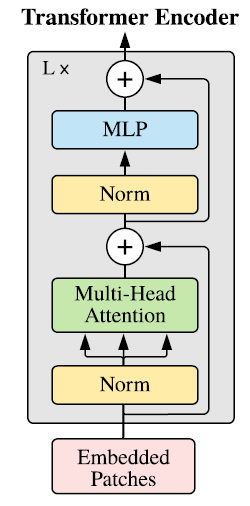 Transformer Encoder
L ×
+
MLP
Norm
+
Multi-Head
Attention
Norm
Embedded
Patches